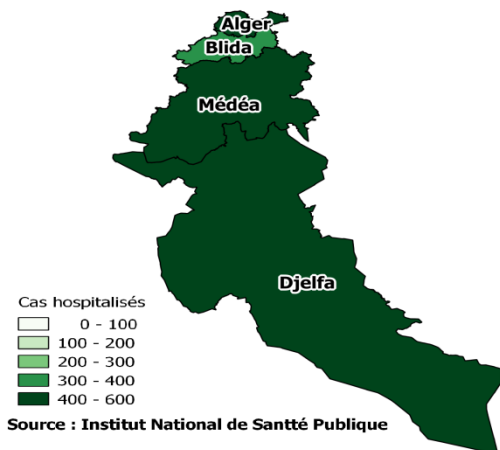 Alger
Blida
Médéa
Djelfa
Cas hospitalisés
0 - 100
100 - 200
200 - 300
300 - 400
400 - 600
Source : Institut National de Santté Publique